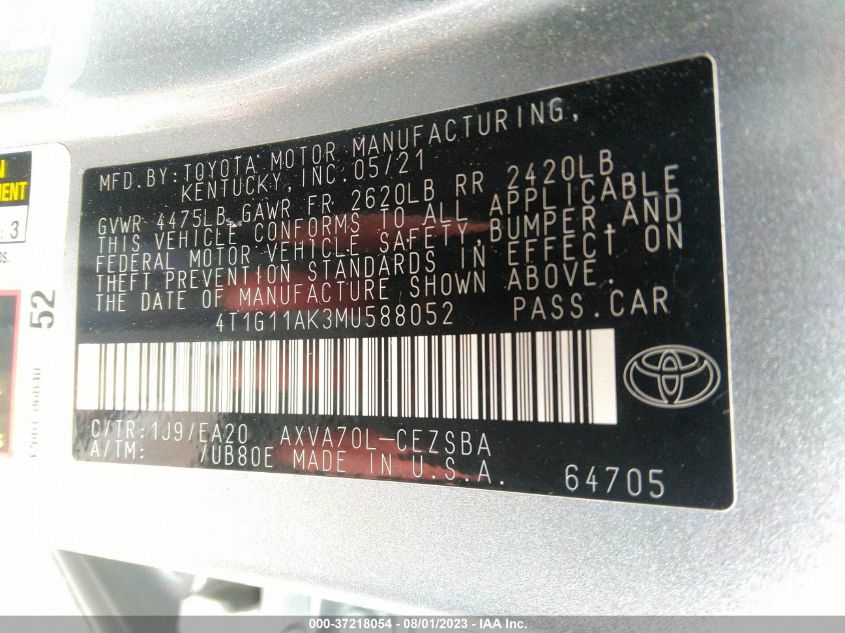 MFD. BY: TOYOTA MOTOR MANUFACTURING,
KENTUCKY, INC. 05/21
GVWR 4475LB GAWR FR 2620LB RR 2420LB
THIS VEHICLE CONFORMS TO ALL APPLICABLE
FEDERAL MOTOR VEHICLE SAFETY, BUMPER, AND
THEFT PREVENTION STANDARDS IN EFFECT ON
THE DATE OF MANUFACTURE SHOWN ABOVE.
4T1G11AK3MU588052 PASS. CAR
C/TR: 1J9/EA20 AXVA70L-CEZSBA
A/TM: /UB80E MADE IN U.S.A.
64705
: 3
52
000-37218054 - 08/01/2023 - IAA Inc.